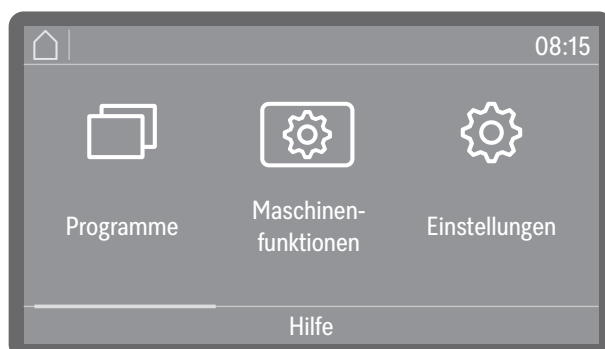 08:15
Programme
Maschinen-
funktionen
Einstellungen
Hilfe